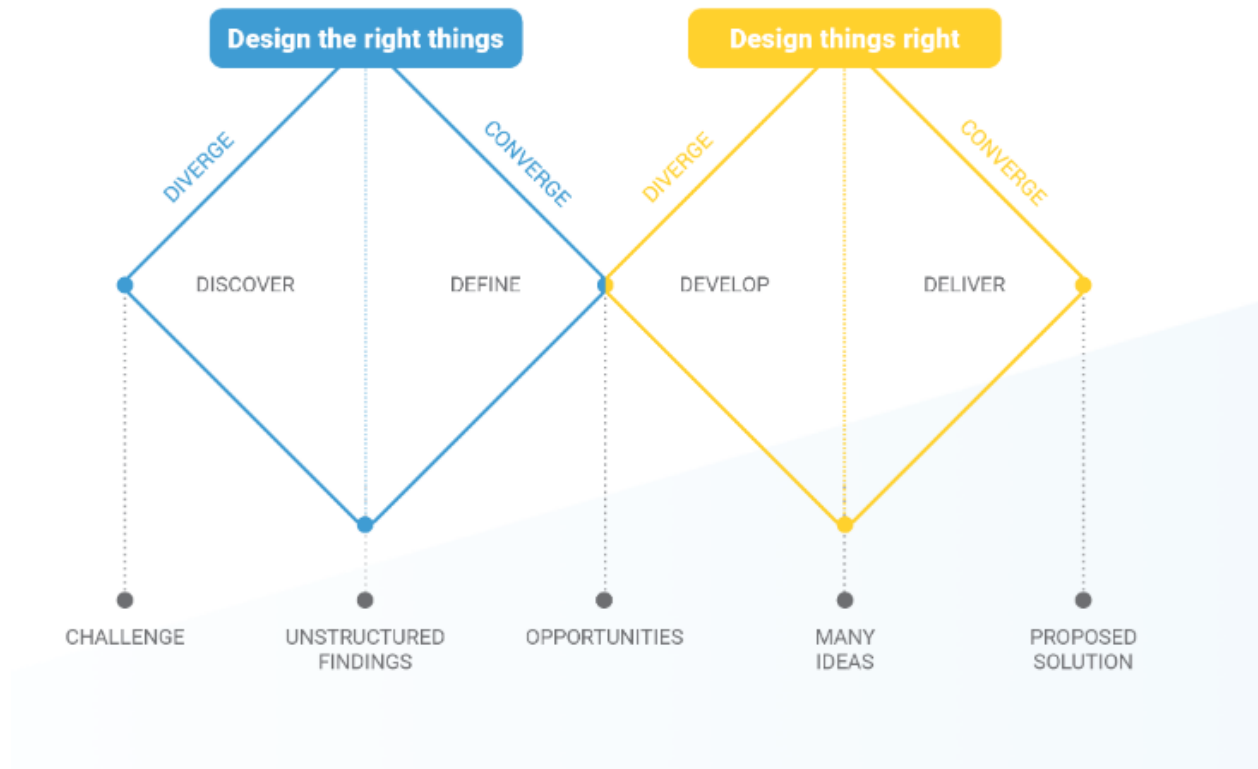 Design the right things
Design things right
DIVERGE
CONVERGE
DIVERGE
CONVERGE
DISCOVER
DEFINE
DEVELOP
DELIVER
CHALLENGE
UNSTRUCTURED
FINDINGS
OPPORTUNITIES
MANY
IDEAS
PROPOSED
SOLUTION